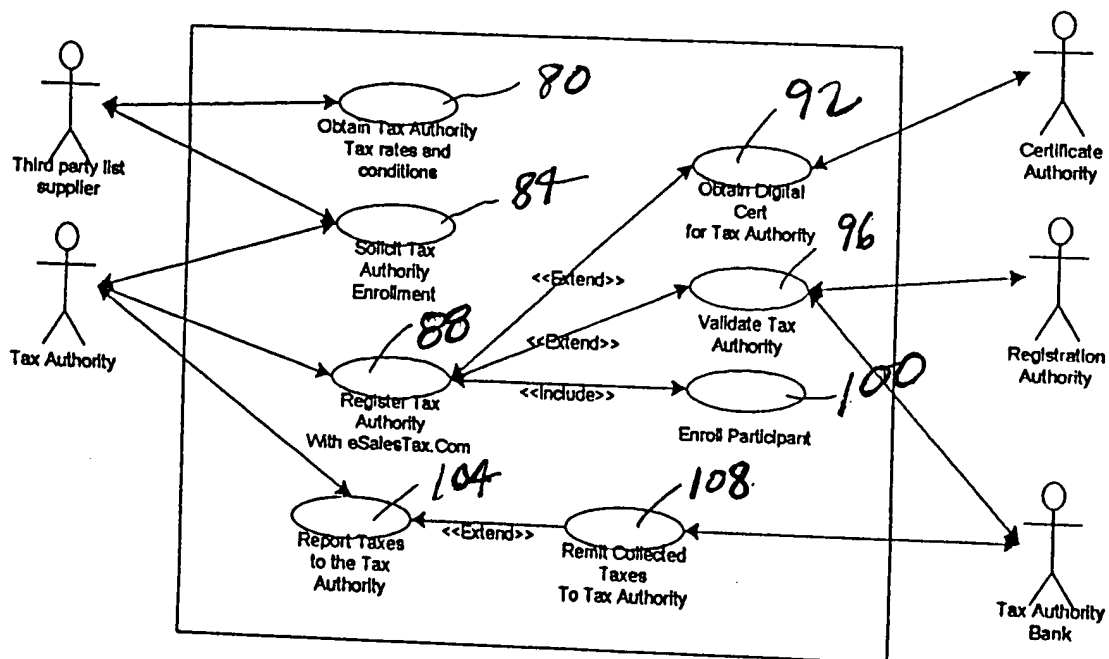 80
92
Obtain Tax Authority
Tax rates and
conditions
Third party list
supplier
Certificate
Authority
84
Obtain Digital
Cert
for Tax Authority
96
Solicit Tax
Authority
Enrollment
<<Extend>>
Validate Tax
Authority
88
<<Extend>>
Tax Authority
Registration
Authority
100
<<Include>>
Register Tax
Authority
With eSalesTax.Com
Enroll Participant
104
108
<<Extend>>
Report Taxes
to the Tax
Authority
Remit Collected
Taxes
To Tax Authority
Tax Authority
Bank